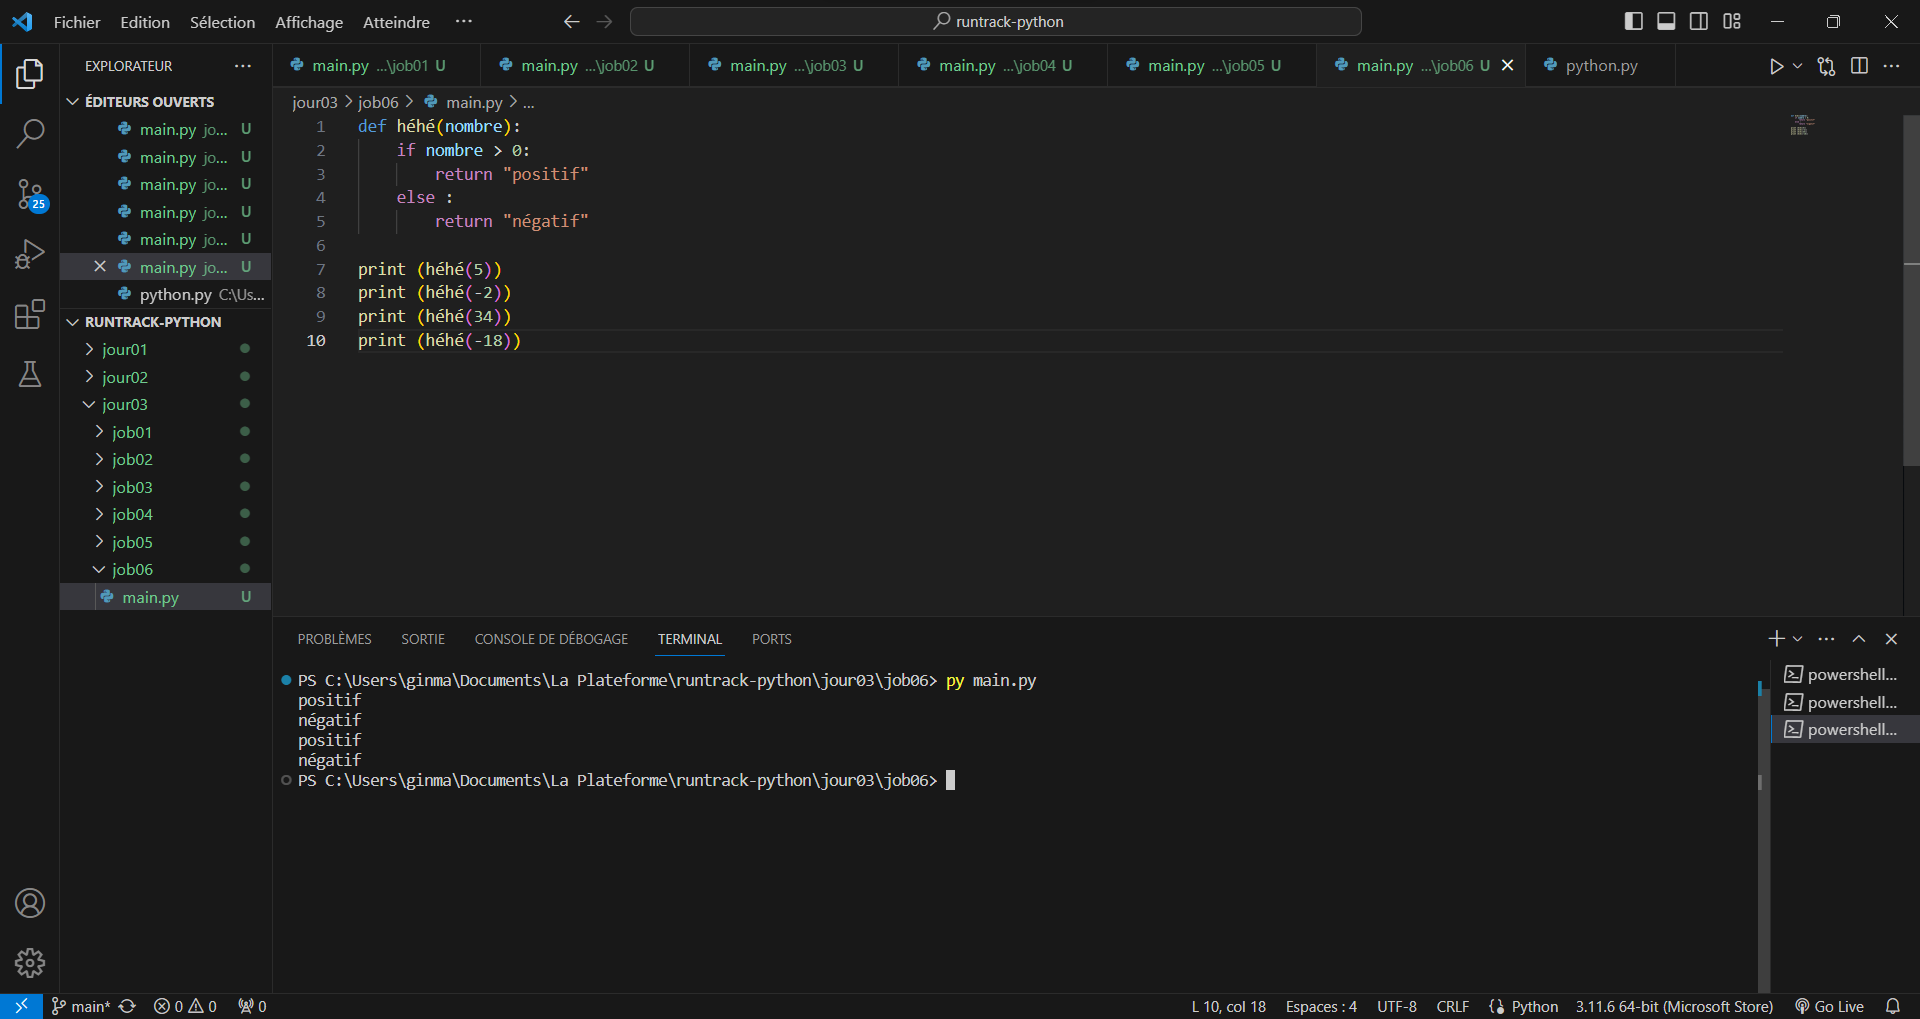 Fichier Edition Sélection Affichage Atteindre ··· runtrack-python
EXPLORATEUR ···
ÉDITEURS OUVERTS
main.py jo... U
main.py jo... U
main.py jo... U
main.py jo... U
main.py jo... U
main.py jo... U
python.py C:\Us...
RUNTRACK-PYTHON
jour01
jour02
jour03
job01
job02
job03
job04
job05
job06
main.py U
25
main.py ...\job01 U main.py ...\job02 U main.py ...\job03 U main.py ...\job04 U main.py ...\job05 U main.py ...\job06 U python.py
jour03 > job06 > main.py > ...
1 def héhé(nombre):
2 if nombre > 0:
3 return "positif"
4 else :
5 return "négatif"
6
7 print (héhé(5))
8 print (héhé(-2))
9 print (héhé(34))
10 print (héhé(-18))
PROBLÈMES SORTIE CONSOLE DE DÉBOGAGE TERMINAL PORTS
PS C:\Users\ginma\Documents\La Plateforme\runtrack-python\jour03\job06> py main.py
positif
négatif
positif
négatif
PS C:\Users\ginma\Documents\La Plateforme\runtrack-python\jour03\job06>
powershell...
powershell...
powershell...
main* 0 0 0 L 10, col 18 Espaces : 4 UTF-8 CRLF Python 3.11.6 64-bit (Microsoft Store) Go Live